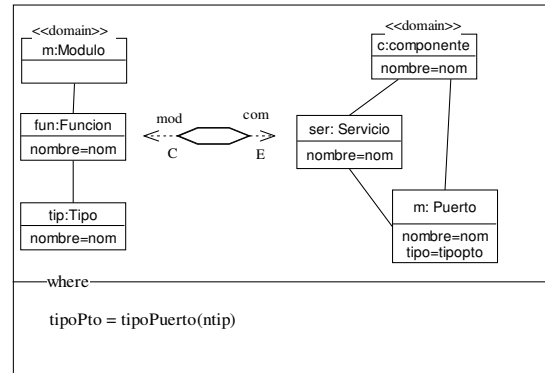 <<domain>>
m:Modulo
fun:Funcion
nombre=nom
tip:Tipo
nombre=nom
mod
C
com
E
<<domain>>
c:componente
nombre=nom
ser: Servicio
nombre=nom
m: Puerto
nombre=nom
tipo=tipopto
where
tipoPto = tipoPuerto(ntip)